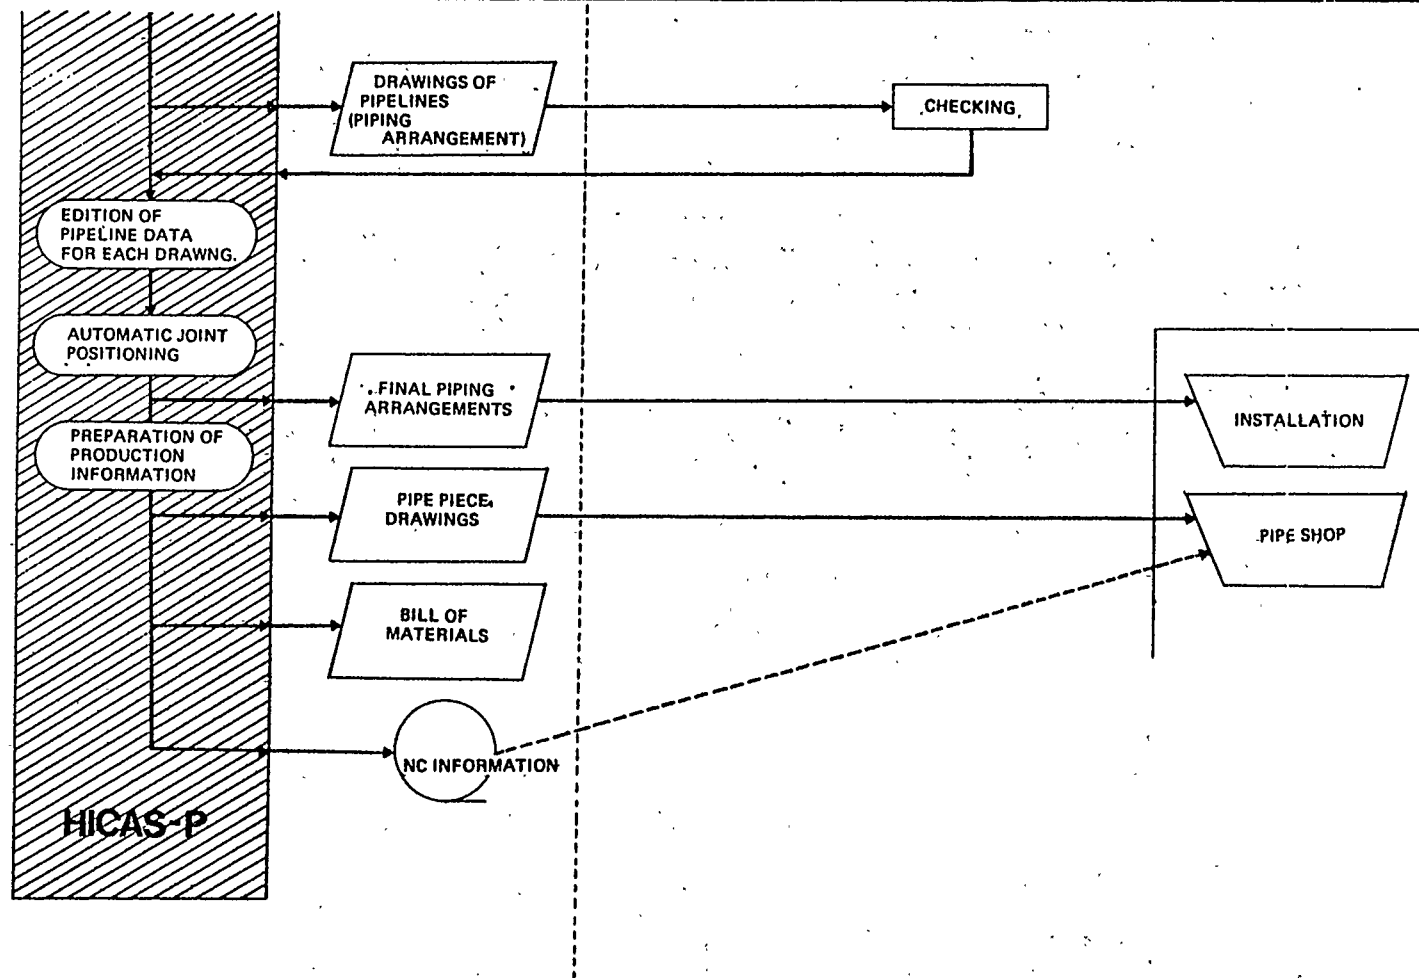 DRAWINGS OF
PIPELINES
(PIPING
ARRANGEMENT)
CHECKING
EDITION OF
PIPELINE DATA
FOR EACH DRAWNG.
AUTOMATIC JOINT
POSITIONING
FINAL PIPING
ARRANGEMENTS
INSTALLATION
PREPARATION OF
PRODUCTION
INFORMATION
PIPE PIECE
DRAWINGS
PIPE SHOP
BILL OF
MATERIALS
NC INFORMATION
HICAS-P